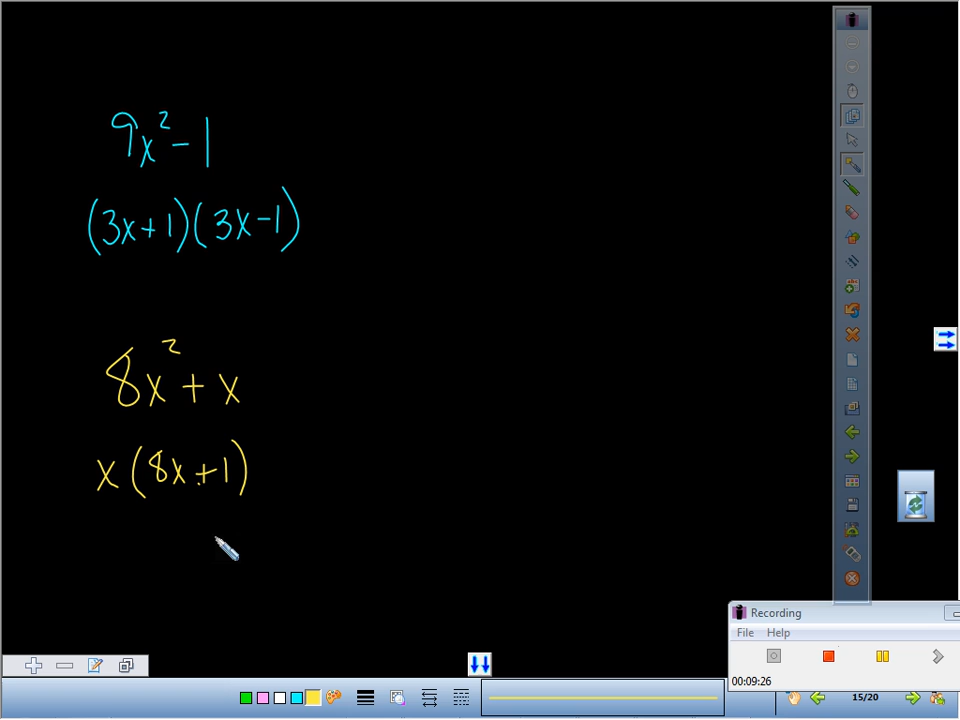 9x²-1
(3x+1)(3x-1)
8x²+x
x(8x+1)
Recording
File Help
00:09:26
15/20